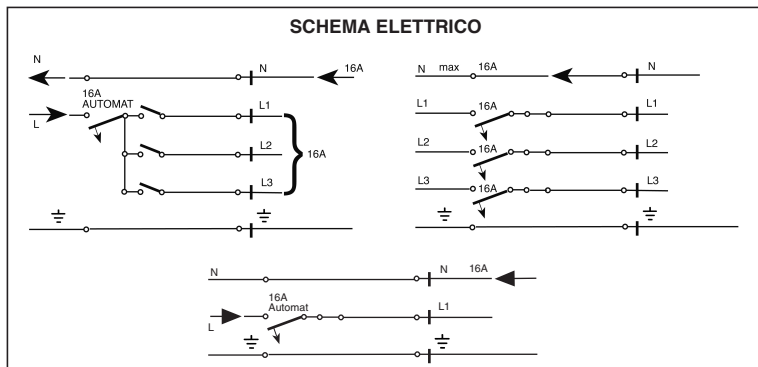 SCHEMA ELETTRICO
N
N
16A
16A
AUTOMAT
L
L1
L2
L3
16A
N max 16A
N
L1
16A
L1
L2
16A
L2
L3
16A
L3
N
N
16A
16A
Automat
L
L1